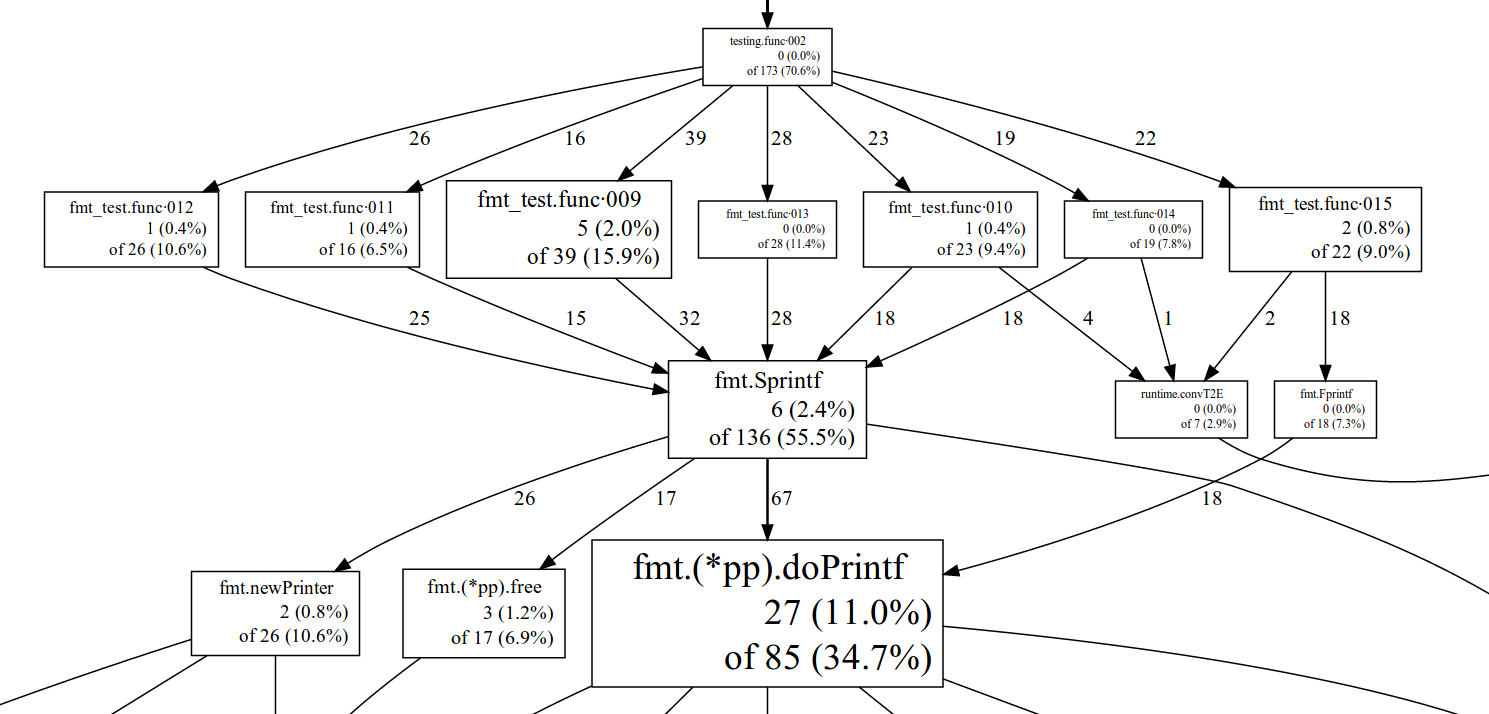 testing.func·002
0 (0.0%)
of 173 (70.6%)
26
16
39
28
23
19
22
fmt_test.func·012
1 (0.4%)
of 26 (10.6%)
fmt_test.func·011
1 (0.4%)
of 16 (6.5%)
fmt_test.func·009
5 (2.0%)
of 39 (15.9%)
fmt_test.func·013
0 (0.0%)
of 28 (11.4%)
fmt_test.func·010
1 (0.4%)
of 23 (9.4%)
fmt_test.func·014
0 (0.0%)
of 19 (7.8%)
fmt_test.func·015
2 (0.8%)
of 22 (9.0%)
25
15
32
28
18
18
4
1
2
18
fmt.Sprintf
6 (2.4%)
of 136 (55.5%)
runtime.convT2E
0 (0.0%)
of 7 (2.9%)
fmt.Fprintf
0 (0.0%)
of 18 (7.3%)
26
17
67
18
fmt.newPrinter
2 (0.8%)
of 26 (10.6%)
fmt.(*pp).free
3 (1.2%)
of 17 (6.9%)
fmt.(*pp).doPrintf
27 (11.0%)
of 85 (34.7%)